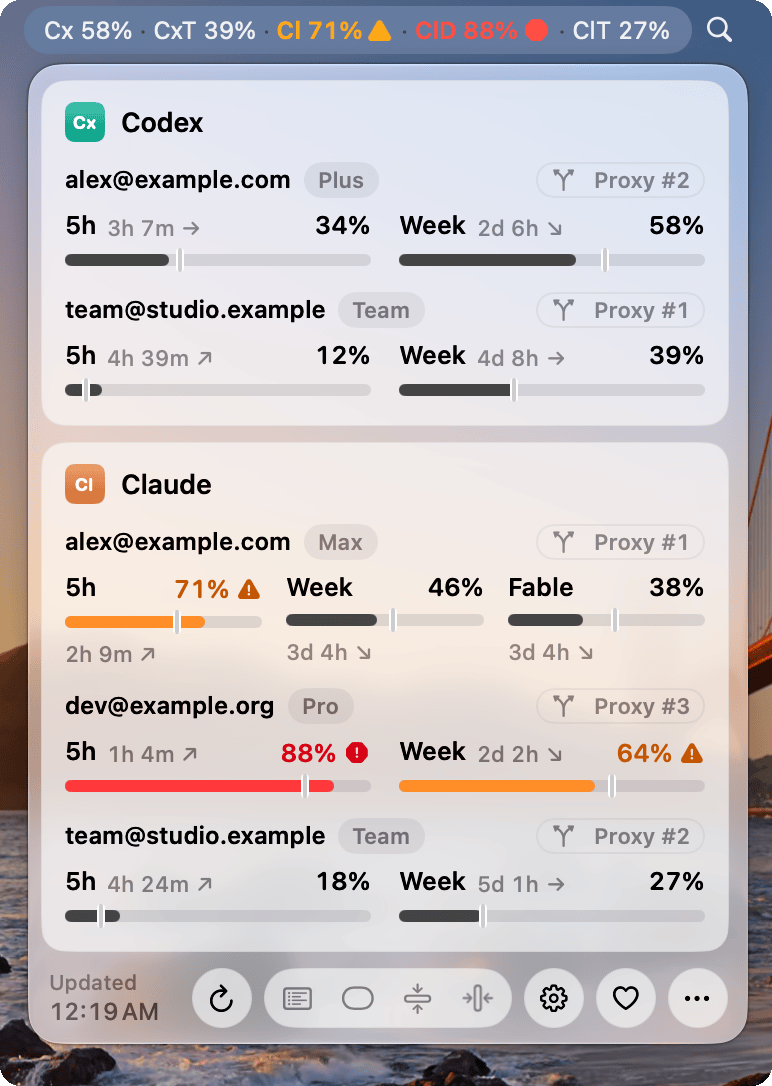 Cx 58% · CxT 39% · Cl 71% · ClD 88% · ClT 27%
Cx Codex
alex@example.com Plus Proxy #2
5h 3h 7m → 34% Week 2d 6h ↘ 58%
team@studio.example Team Proxy #1
5h 4h 39m ↗ 12% Week 4d 8h → 39%
Cl Claude
alex@example.com Max Proxy #1
5h 71% Week 46% Fable 38%
2h 9m ↗ 3d 4h ↘ 3d 4h ↘
dev@example.org Pro Proxy #3
5h 1h 4m ↗ 88% Week 2d 2h ↘ 64%
team@studio.example Team Proxy #2
5h 4h 24m ↗ 18% Week 5d 1h → 27%
Updated
12:19 AM